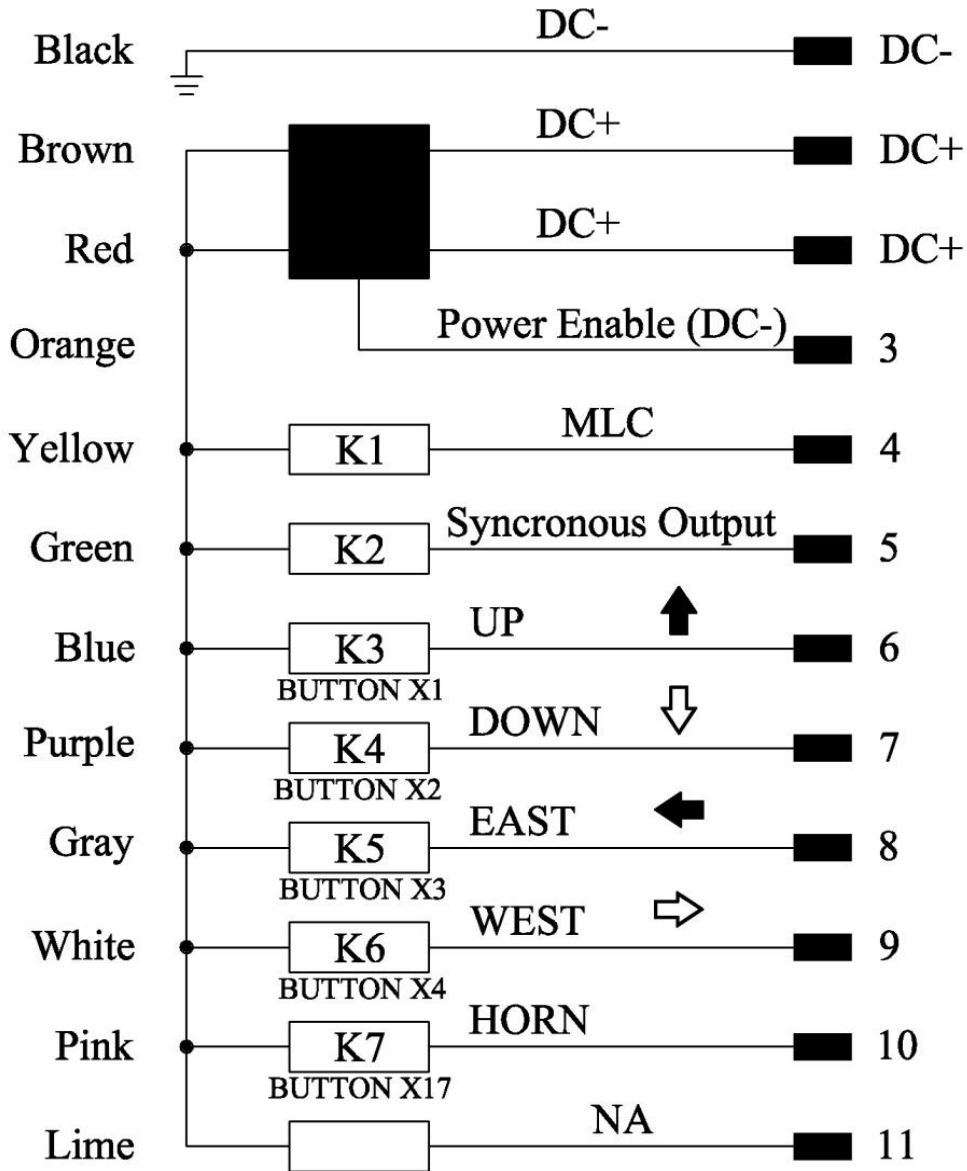 Black DC- DC-
Brown DC+ DC+
Red DC+ DC+
Orange Power Enable (DC-) 3
Yellow K1 MLC 4
Green K2 Syncronous Output 5
Blue K3 UP 6
BUTTON X1
Purple K4 DOWN 7
BUTTON X2
Gray K5 EAST 8
BUTTON X3
White K6 WEST 9
BUTTON X4
Pink K7 HORN 10
BUTTON X17
Lime NA 11